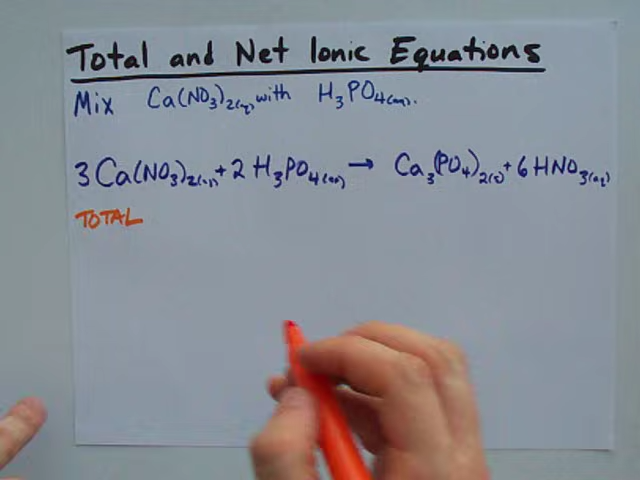 Total and Net Ionic Equations
Mix Ca(NO₃)₂(aq) with H₃PO₄(aq).
3 Ca(NO₃)₂(aq) + 2 H₃PO₄(aq) → Ca₃(PO₄)₂(s) + 6 HNO₃(aq)
TOTAL